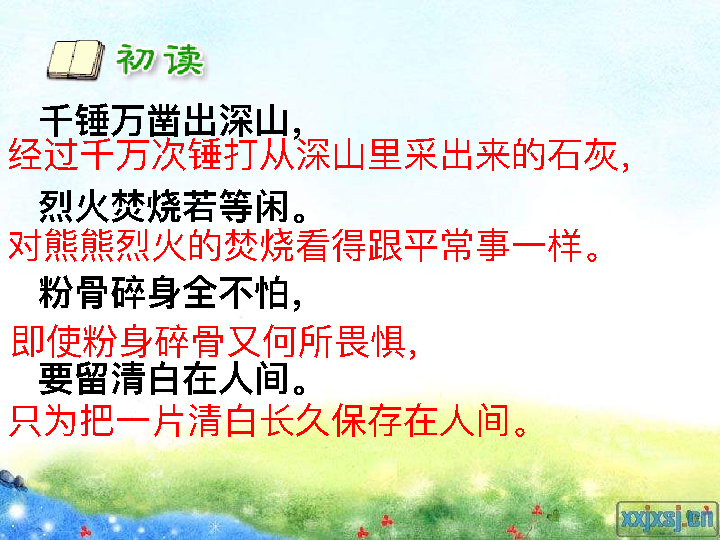 初读
千锤万凿出深山，
经过千万次锤打从深山里采出来的石灰，
烈火焚烧若等闲。
对熊熊烈火的焚烧看得跟平常事一样。
粉骨碎身全不怕，
即使粉身碎骨又何所畏惧，
要留清白在人间。
只为把一片清白长久保存在人间。
xxjxsj.cn